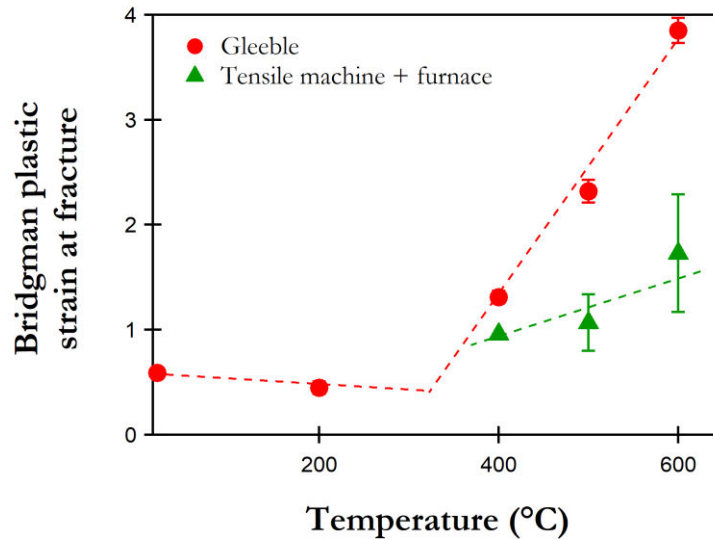 4
Gleeble
Tensile machine + furnace
3
2
1
0
Bridgman plastic
strain at fracture
200
400
600
Temperature (°C)